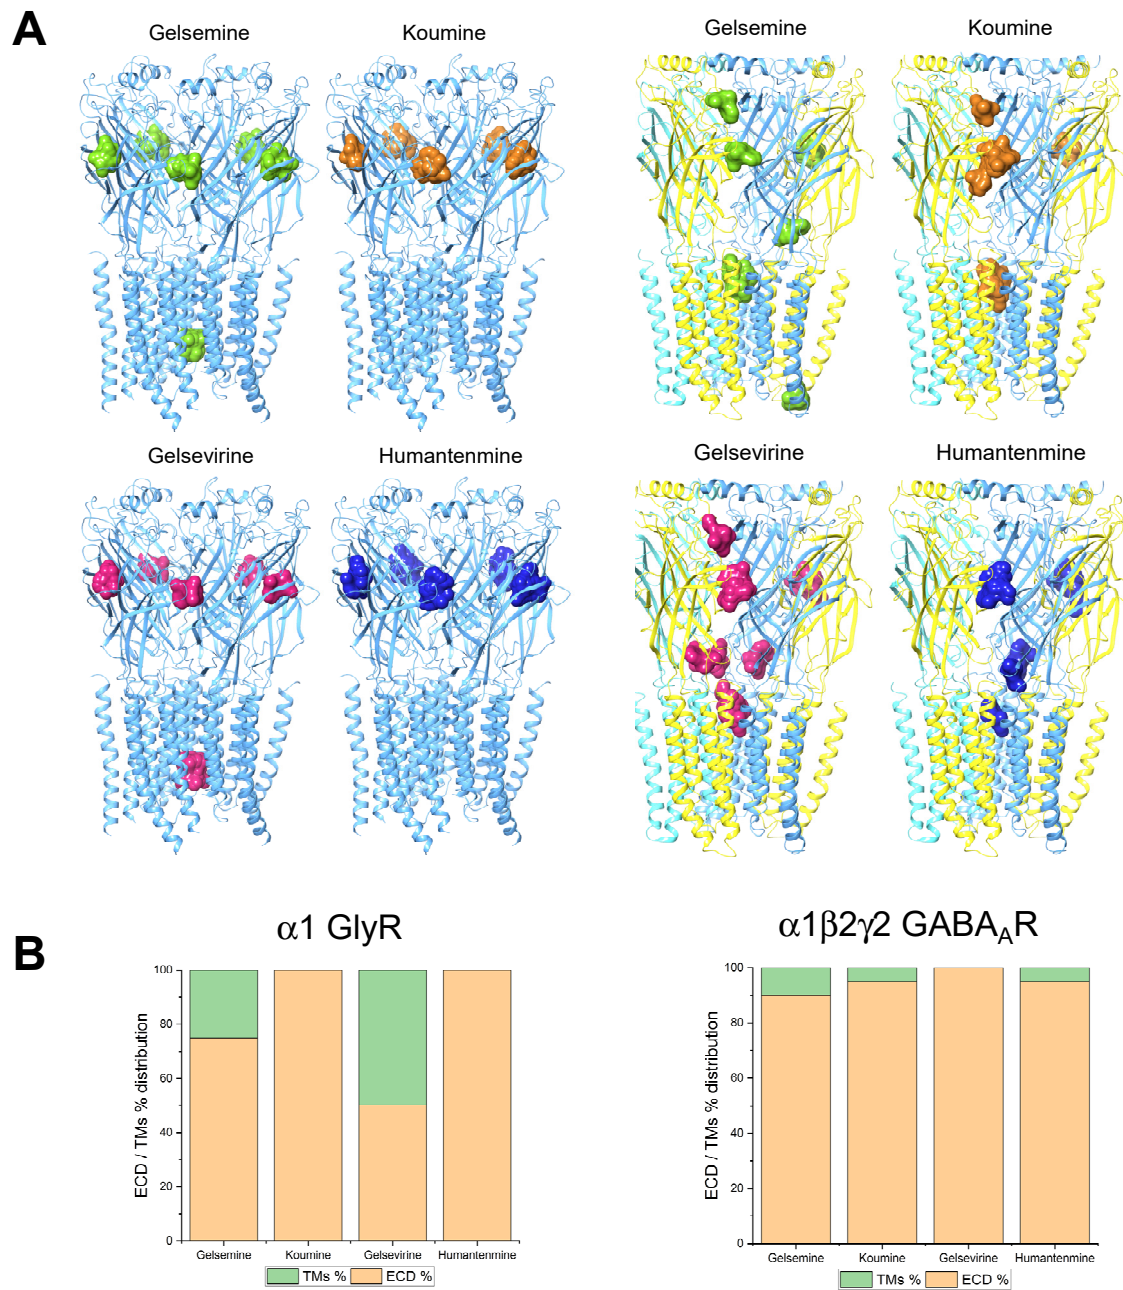 A
Gelsemine
Koumine
Gelsemine
Koumine
Gelsevirine
Humantenmine
Gelsevirine
Humantenmine
B
α1 GlyR
100
80
60
40
20
0
ECD / TMs % distribution
Gelsemine
Koumine
Gelsevirine
Humantenmine
TMs %
ECD %
α1β2γ2 GABA_AR
100
80
60
40
20
0
ECD / TMs % distribution
Gelsemine
Koumine
Gelsevirine
Humantenmine
TMs %
ECD %